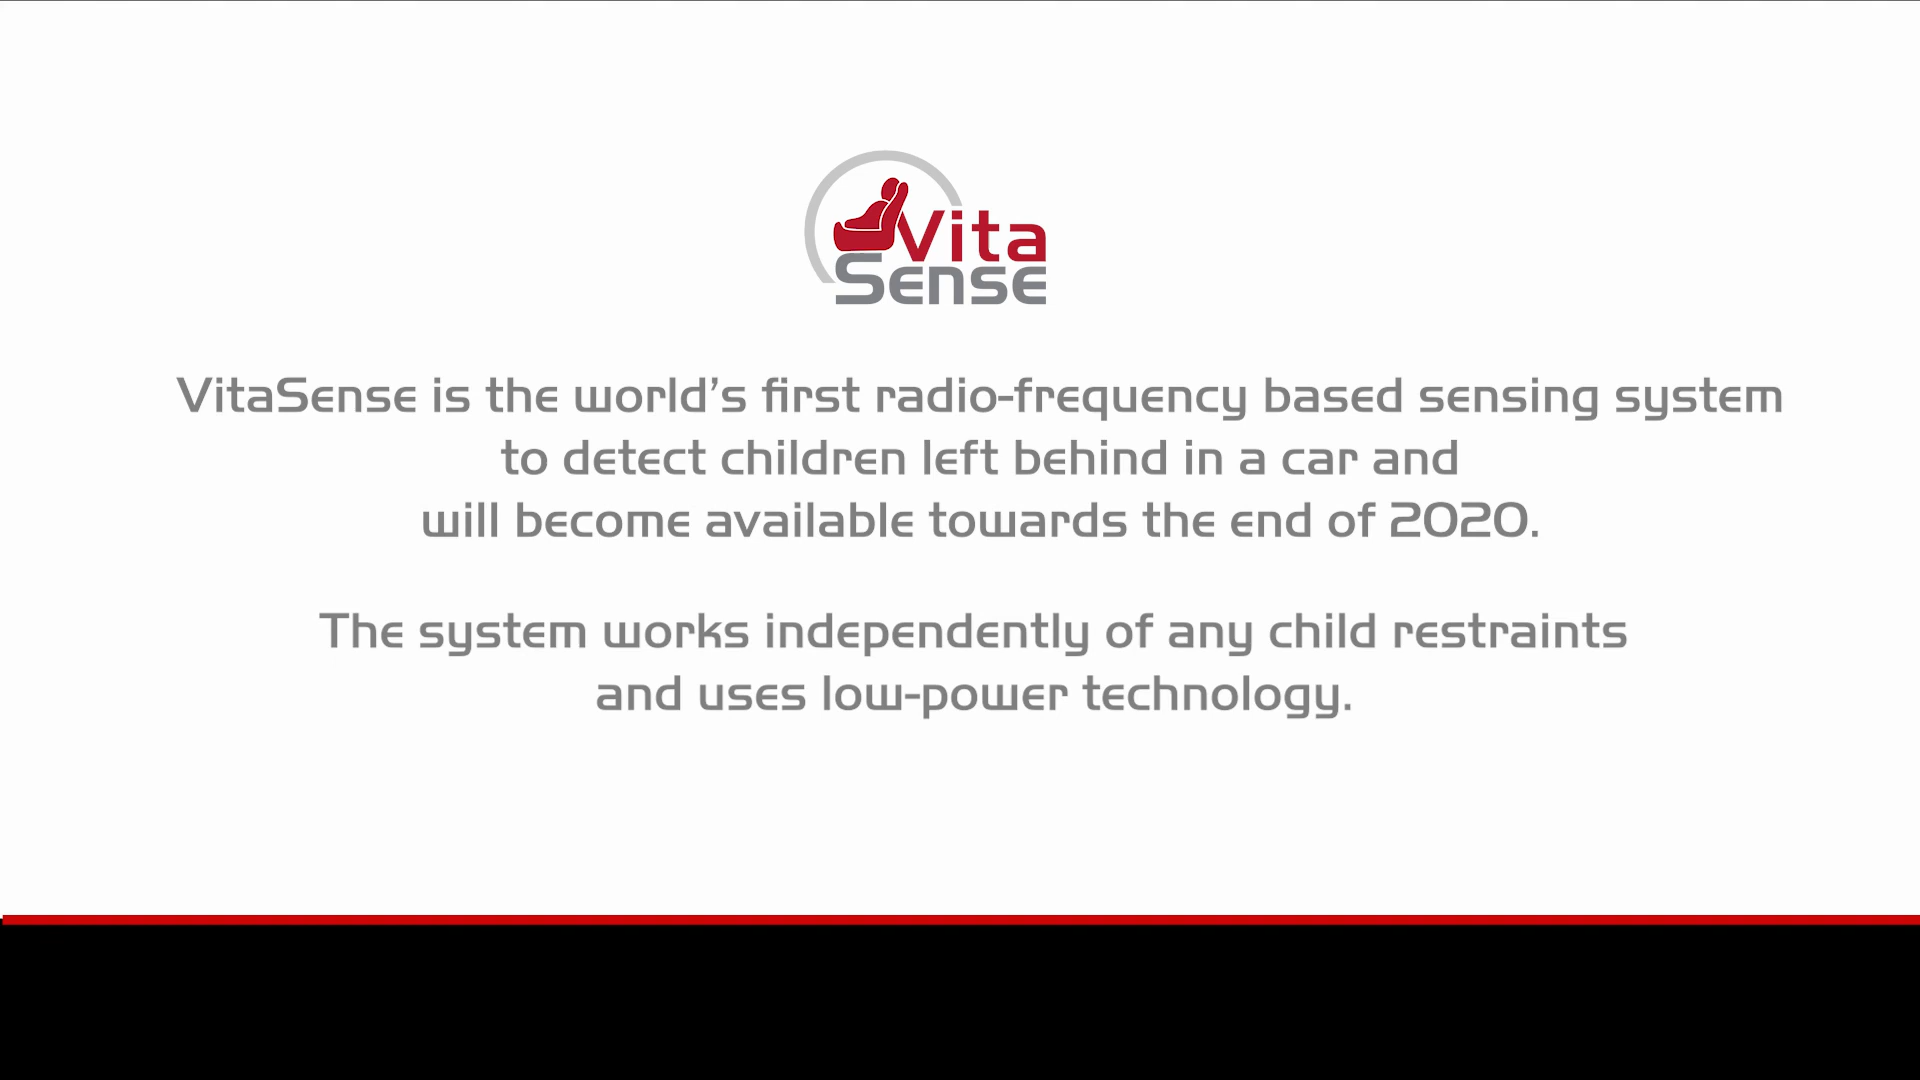 Vita
Sense
VitaSense is the world’s first radio-frequency based sensing system
to detect children left behind in a car and
will become available towards the end of 2020.
The system works independently of any child restraints
and uses low-power technology.